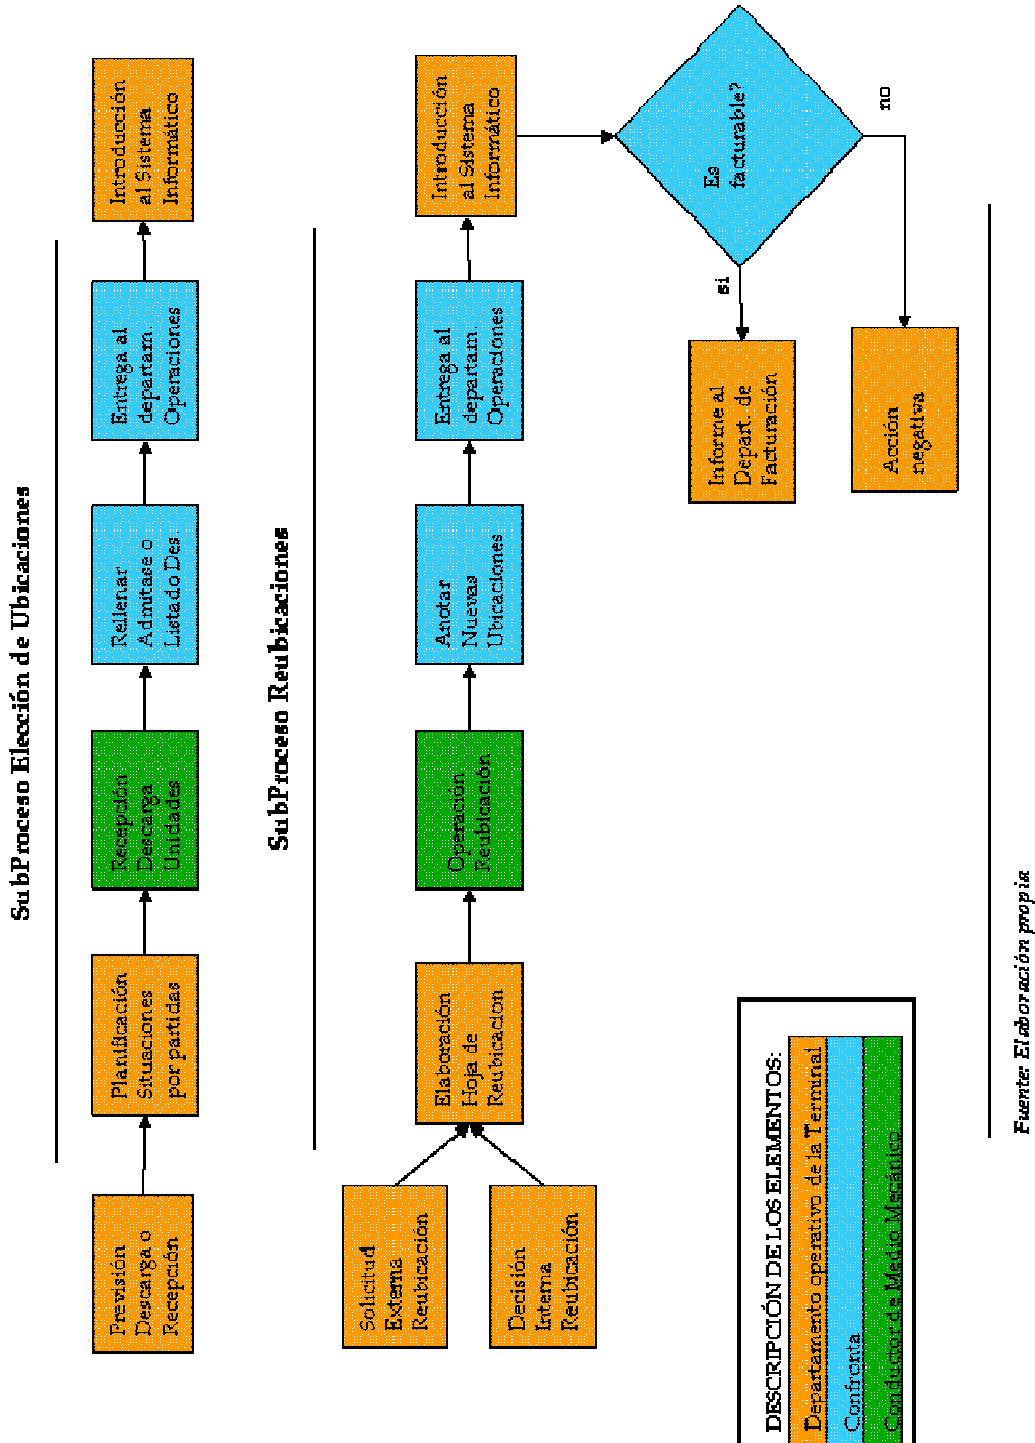 SubProceso Elección de Ubicaciones
Previsión
Descarga o
Recepción
Planificación
Situaciones
por partidas
Recepción
Descarga
Unidades
Rellenar
Admitase o
Listado Des.
Entrega al
departam.
Operaciones
Introducción
al Sistema
Informático
SubProceso Reubicaciones
Solicitud
Externa
Reubicación
Decisión
Interna
Reubicación
Elaboración
Hoja de
Reubicacion
Operación
Reubicación
Anotar
Nuevas
Ubicaciones
Entrega al
departam.
Operaciones
Introducción
al Sistema
Informático
Es
facturable?
si
no
Informe al
Depart. de
Facturación
Acción
negativa
DESCRIPCIÓN DE LOS ELEMENTOS:
Departamento operativo de la Terminal
Confronta
Conductor de Medio Mecánico
Fuente: Elaboración propia